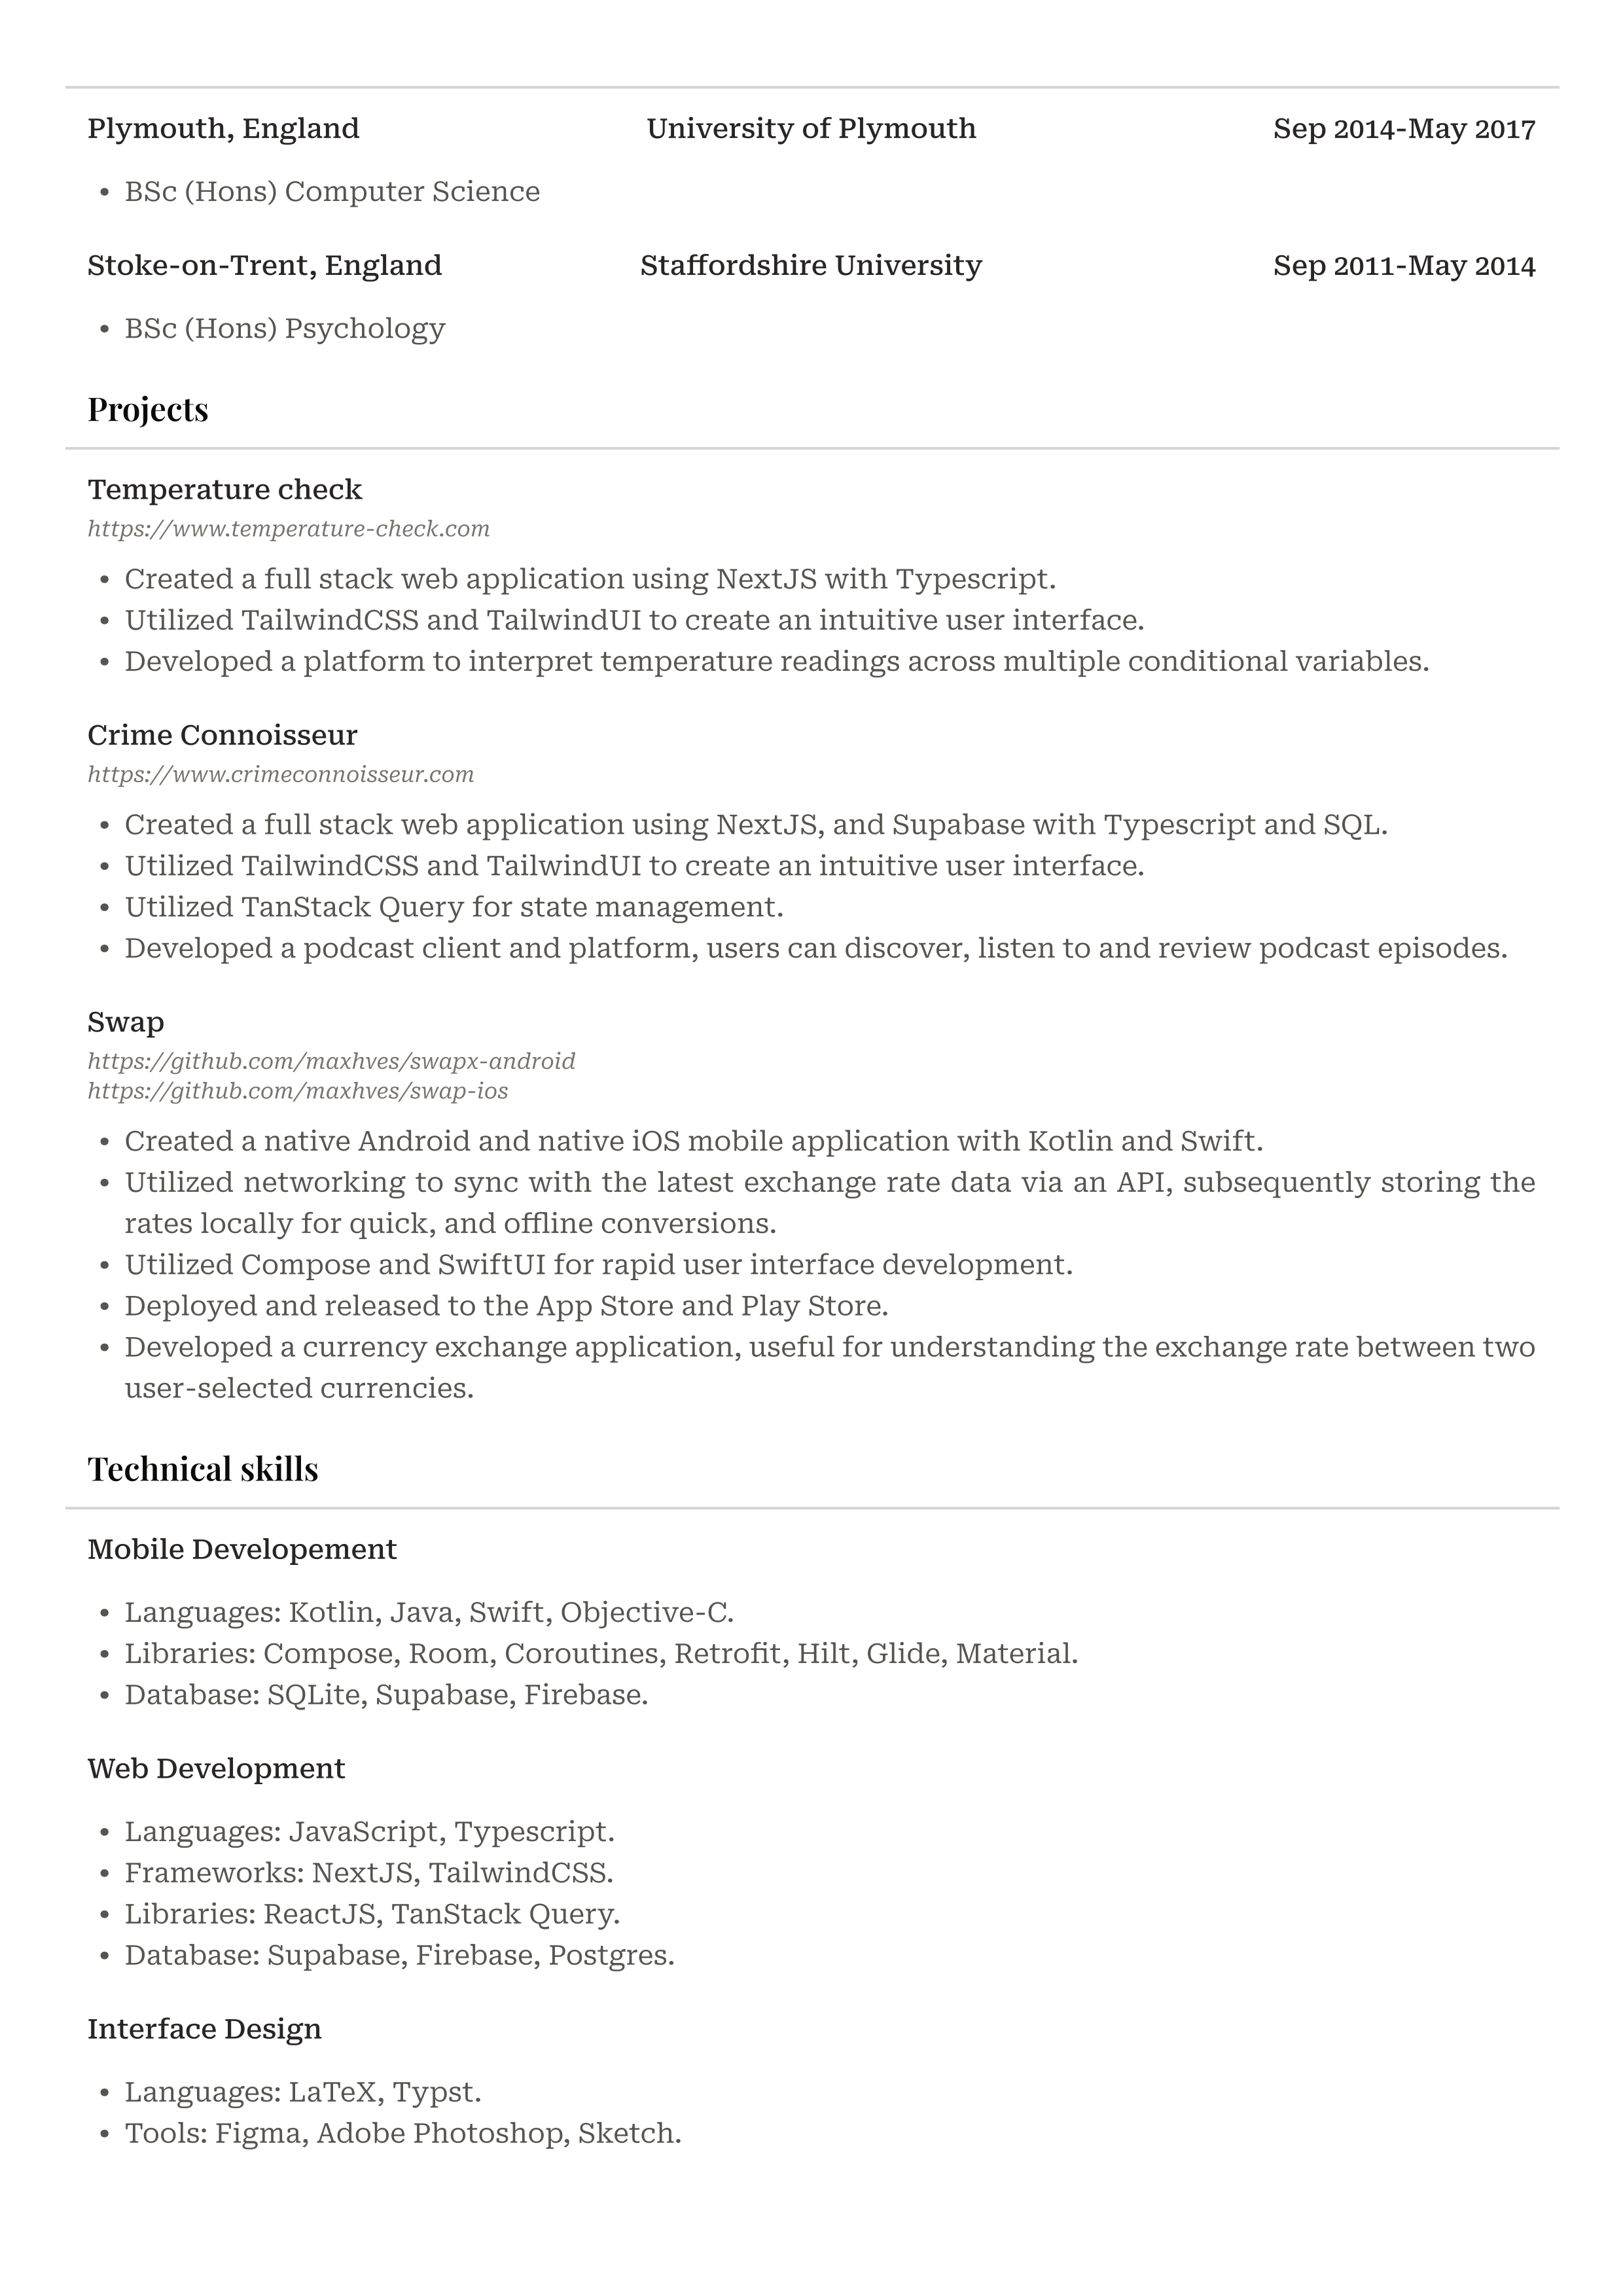 Plymouth, England University of Plymouth Sep 2014-May 2017
• BSc (Hons) Computer Science
Stoke-on-Trent, England Staffordshire University Sep 2011-May 2014
• BSc (Hons) Psychology
Projects
Temperature check
https://www.temperature-check.com
• Created a full stack web application using NextJS with Typescript.
• Utilized TailwindCSS and TailwindUI to create an intuitive user interface.
• Developed a platform to interpret temperature readings across multiple conditional variables.
Crime Connoisseur
https://www.crimeconnoisseur.com
• Created a full stack web application using NextJS, and Supabase with Typescript and SQL.
• Utilized TailwindCSS and TailwindUI to create an intuitive user interface.
• Utilized TanStack Query for state management.
• Developed a podcast client and platform, users can discover, listen to and review podcast episodes.
Swap
https://github.com/maxhves/swapx-android
https://github.com/maxhves/swap-ios
• Created a native Android and native iOS mobile application with Kotlin and Swift.
• Utilized networking to sync with the latest exchange rate data via an API, subsequently storing the
rates locally for quick, and offline conversions.
• Utilized Compose and SwiftUI for rapid user interface development.
• Deployed and released to the App Store and Play Store.
• Developed a currency exchange application, useful for understanding the exchange rate between two
user-selected currencies.
Technical skills
Mobile Developement
• Languages: Kotlin, Java, Swift, Objective-C.
• Libraries: Compose, Room, Coroutines, Retrofit, Hilt, Glide, Material.
• Database: SQLite, Supabase, Firebase.
Web Development
• Languages: JavaScript, Typescript.
• Frameworks: NextJS, TailwindCSS.
• Libraries: ReactJS, TanStack Query.
• Database: Supabase, Firebase, Postgres.
Interface Design
• Languages: LaTeX, Typst.
• Tools: Figma, Adobe Photoshop, Sketch.